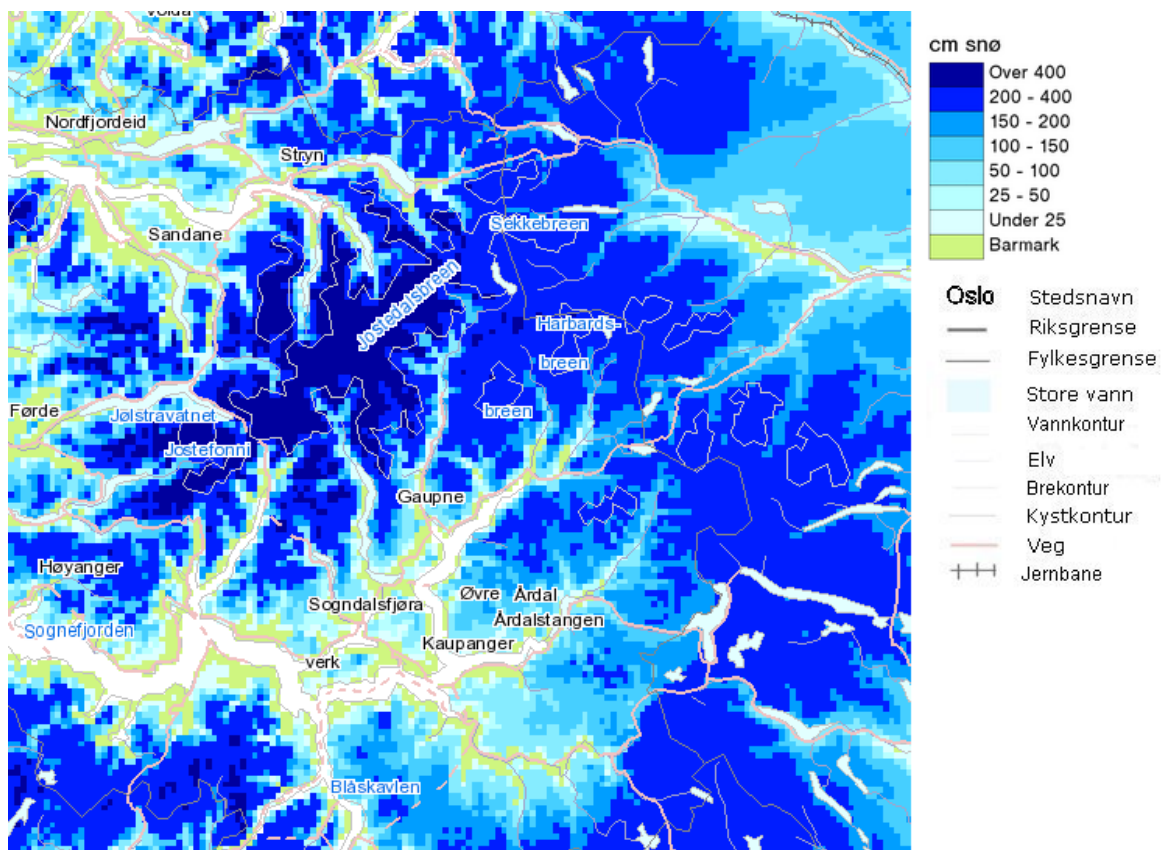 volda
Nordfjordeid
Stryn
Sandane
Sekkebreen
Jostedalsbreen
Harbards-
breen
breen
Førde
Jølstravatnet
Jostefonni
Gaupne
Høyanger
Sogndalsfjøra
Øvre Årdal
Årdalstangen
Sognefjorden
Kaupanger
verk
Blåskavlen
cm snø
Over 400
200 - 400
150 - 200
100 - 150
50 - 100
25 - 50
Under 25
Barmark
Oslo Stedsnavn
Riksgrense
Fylkesgrense
Store vann
Vannkontur
Elv
Brekontur
Kystkontur
Veg
Jernbane